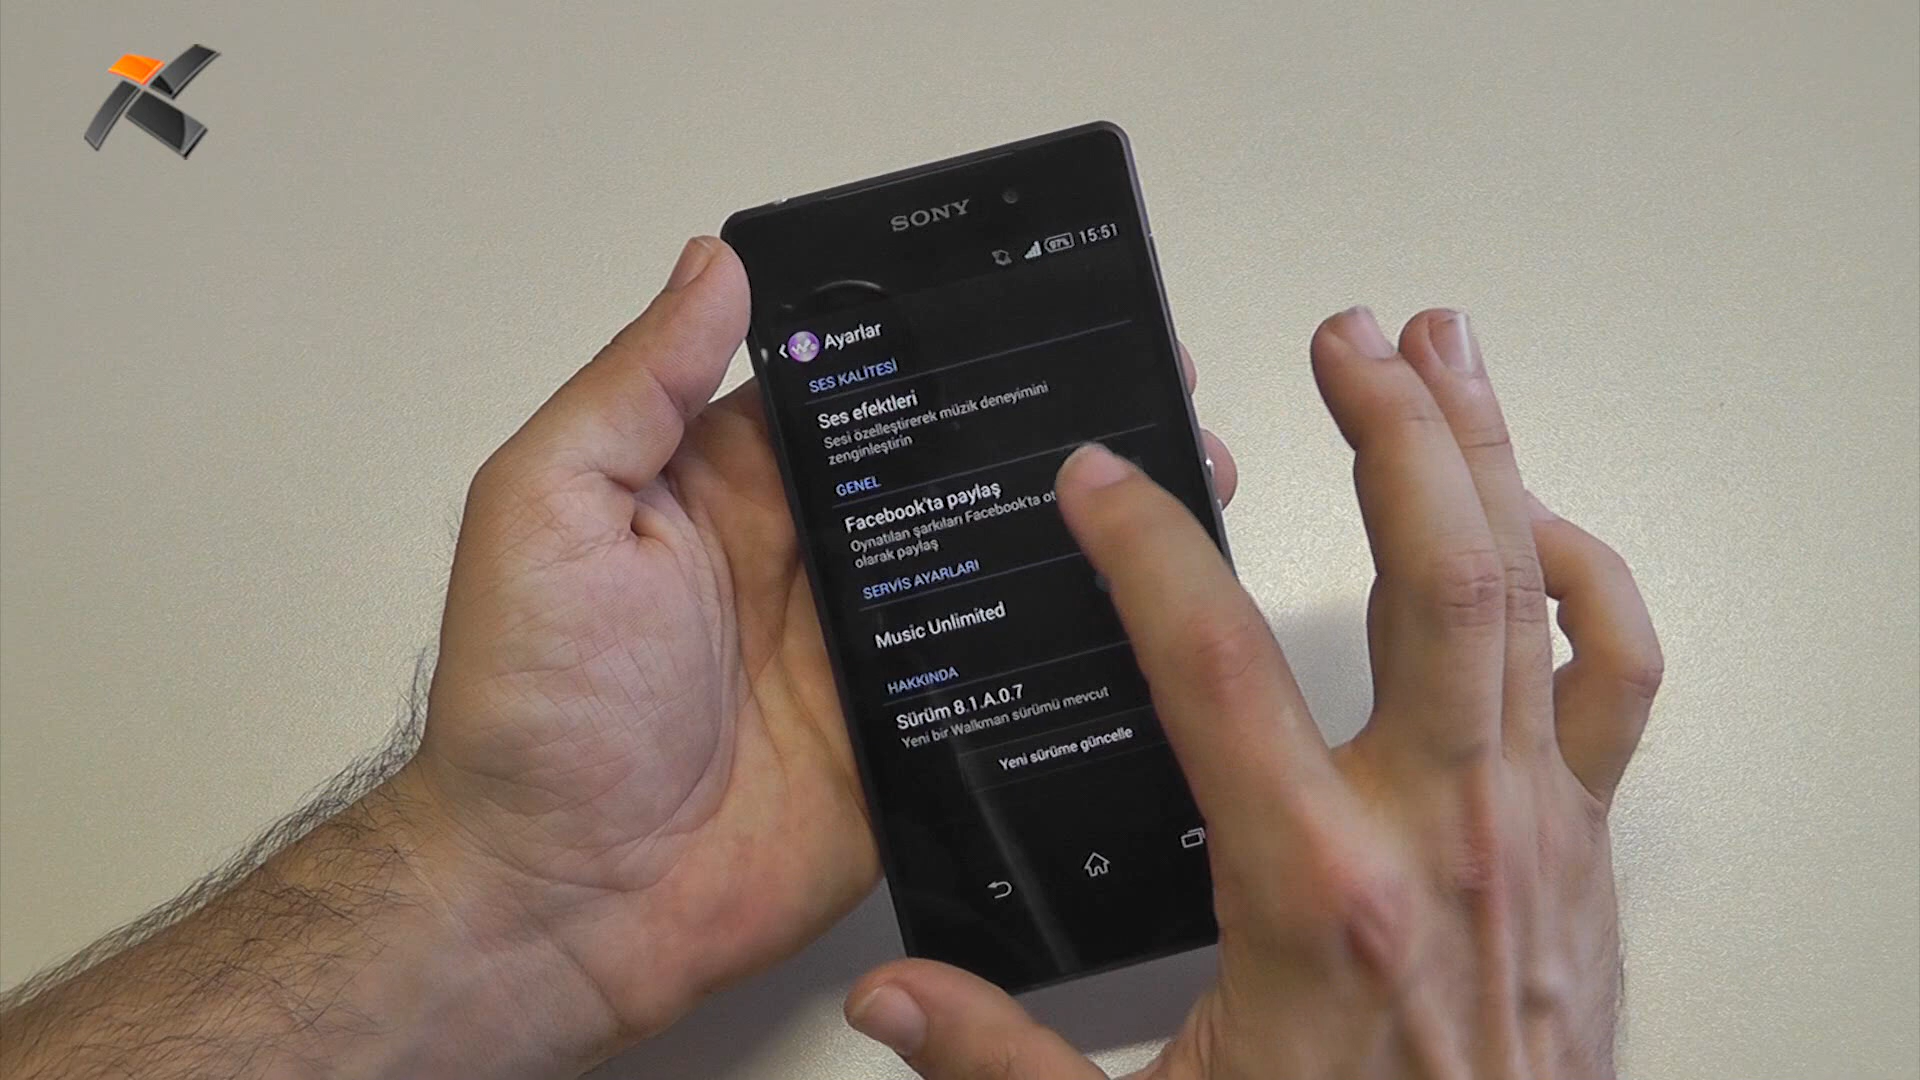 SONY
97% 15:51
Ayarlar
SES KALİTESİ
Ses efektleri
Sesi özelleştirerek müzik deneyimini
zenginleştirin
GENEL
Facebook'ta paylaş
Oynatılan şarkıları Facebook'ta
olarak paylaş
SERVİS AYARLARI
Music Unlimited
HAKKINDA
Sürüm 8.1.A.0.7
Yeni bir Walkman sürümü mevcut
Yeni sürüme güncelle